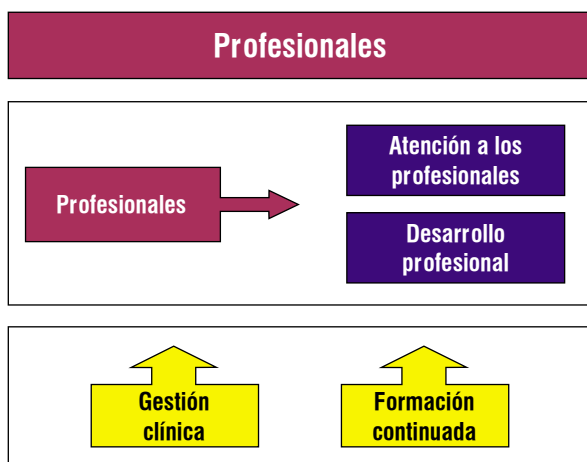 Profesionales
Profesionales
Atención a los
profesionales
Desarrollo
profesional
Gestión
clínica
Formación
continuada